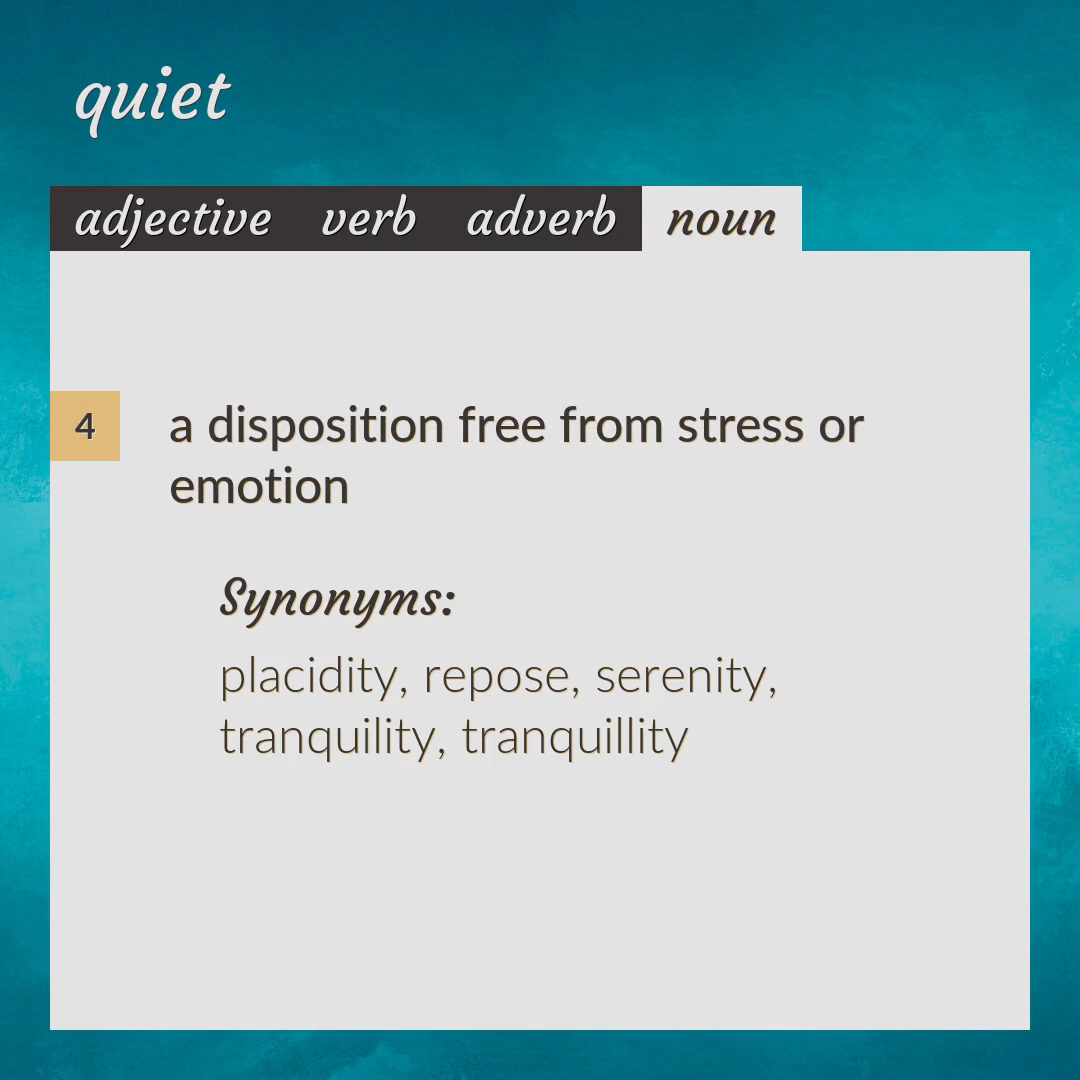 quiet
adjective verb adverb noun
4 a disposition free from stress or
emotion
Synonyms:
placidity, repose, serenity,
tranquility, tranquillity